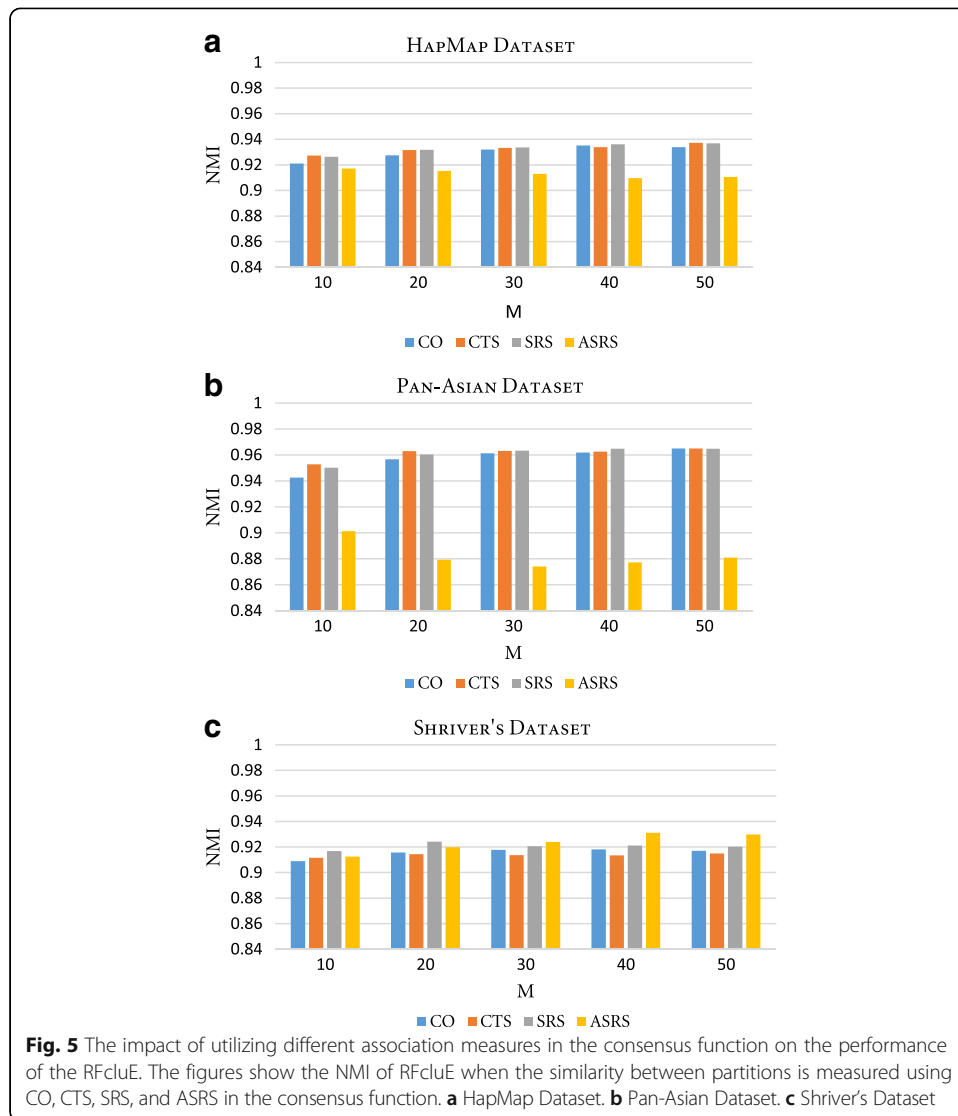 a
HAPMAP DATASET
1
0.98
0.96
0.94
0.92
0.9
0.88
0.86
0.84
NMI
10 20 30 40 50
M
CO CTS SRS ASRS
b
PAN-ASIAN DATASET
1
0.98
0.96
0.94
0.92
0.9
0.88
0.86
0.84
NMI
10 20 30 40 50
M
CO CTS SRS ASRS
c
SHRIVER'S DATASET
1
0.98
0.96
0.94
0.92
0.9
0.88
0.86
0.84
NMI
10 20 30 40 50
M
CO CTS SRS ASRS
Fig. 5 The impact of utilizing different association measures in the consensus function on the performance
of the RFcluE. The figures show the NMI of RFcluE when the similarity between partitions is measured using
CO, CTS, SRS, and ASRS in the consensus function. a HapMap Dataset. b Pan-Asian Dataset. c Shriver's Dataset